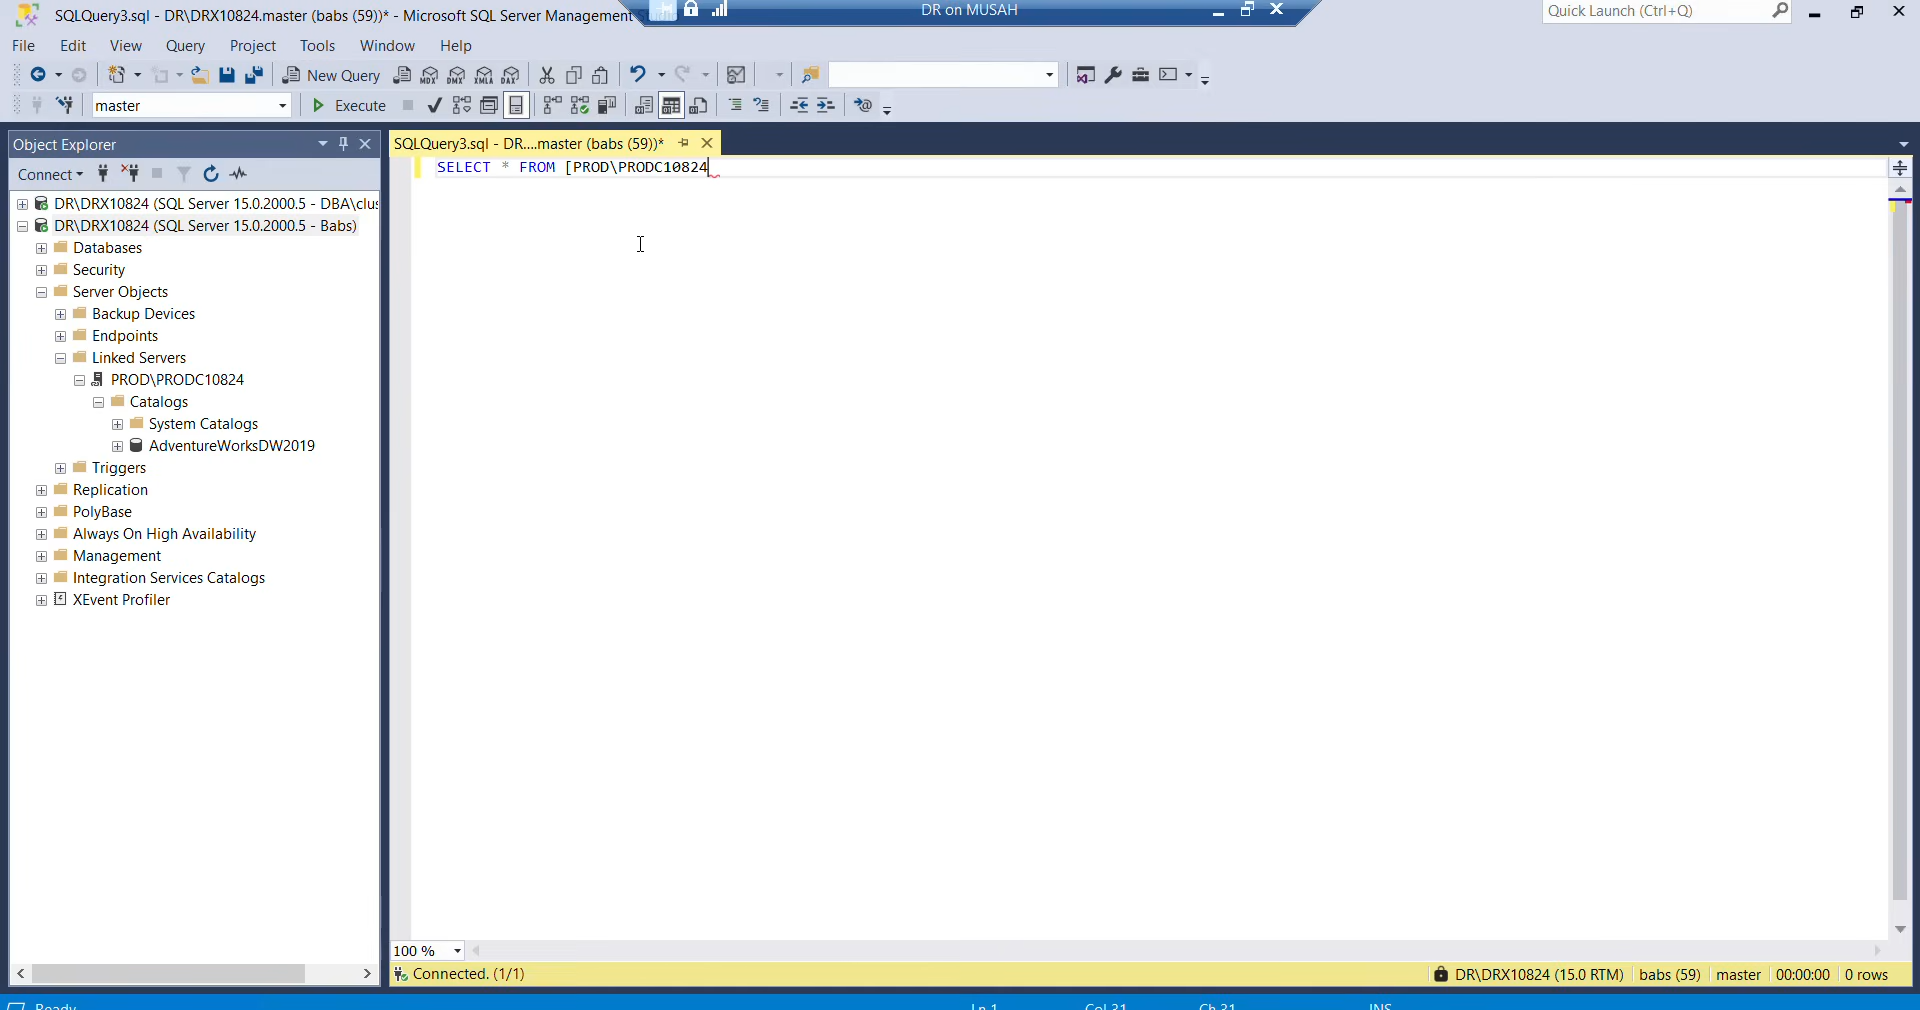 SQLQuery3.sql - DR\DRX10824.master (babs (59))* - Microsoft SQL Server Management
DR on MUSAH
Quick Launch (Ctrl+Q)
File Edit View Query Project Tools Window Help
New Query MDX DMX XMLA DAX
master Execute
Object Explorer
SQLQuery3.sql - DR....master (babs (59))*
Connect
SELECT * FROM [PROD\PRODC10824
DR\DRX10824 (SQL Server 15.0.2000.5 - DBA\clus
DR\DRX10824 (SQL Server 15.0.2000.5 - Babs)
Databases
Security
Server Objects
Backup Devices
Endpoints
Linked Servers
PROD\PRODC10824
Catalogs
System Catalogs
AdventureWorksDW2019
Triggers
Replication
PolyBase
Always On High Availability
Management
Integration Services Catalogs
XEvent Profiler
100 %
Connected. (1/1)
DR\DRX10824 (15.0 RTM) babs (59) master 00:00:00 0 rows
Ready Ln 1 Col 31 Ch 31 INS